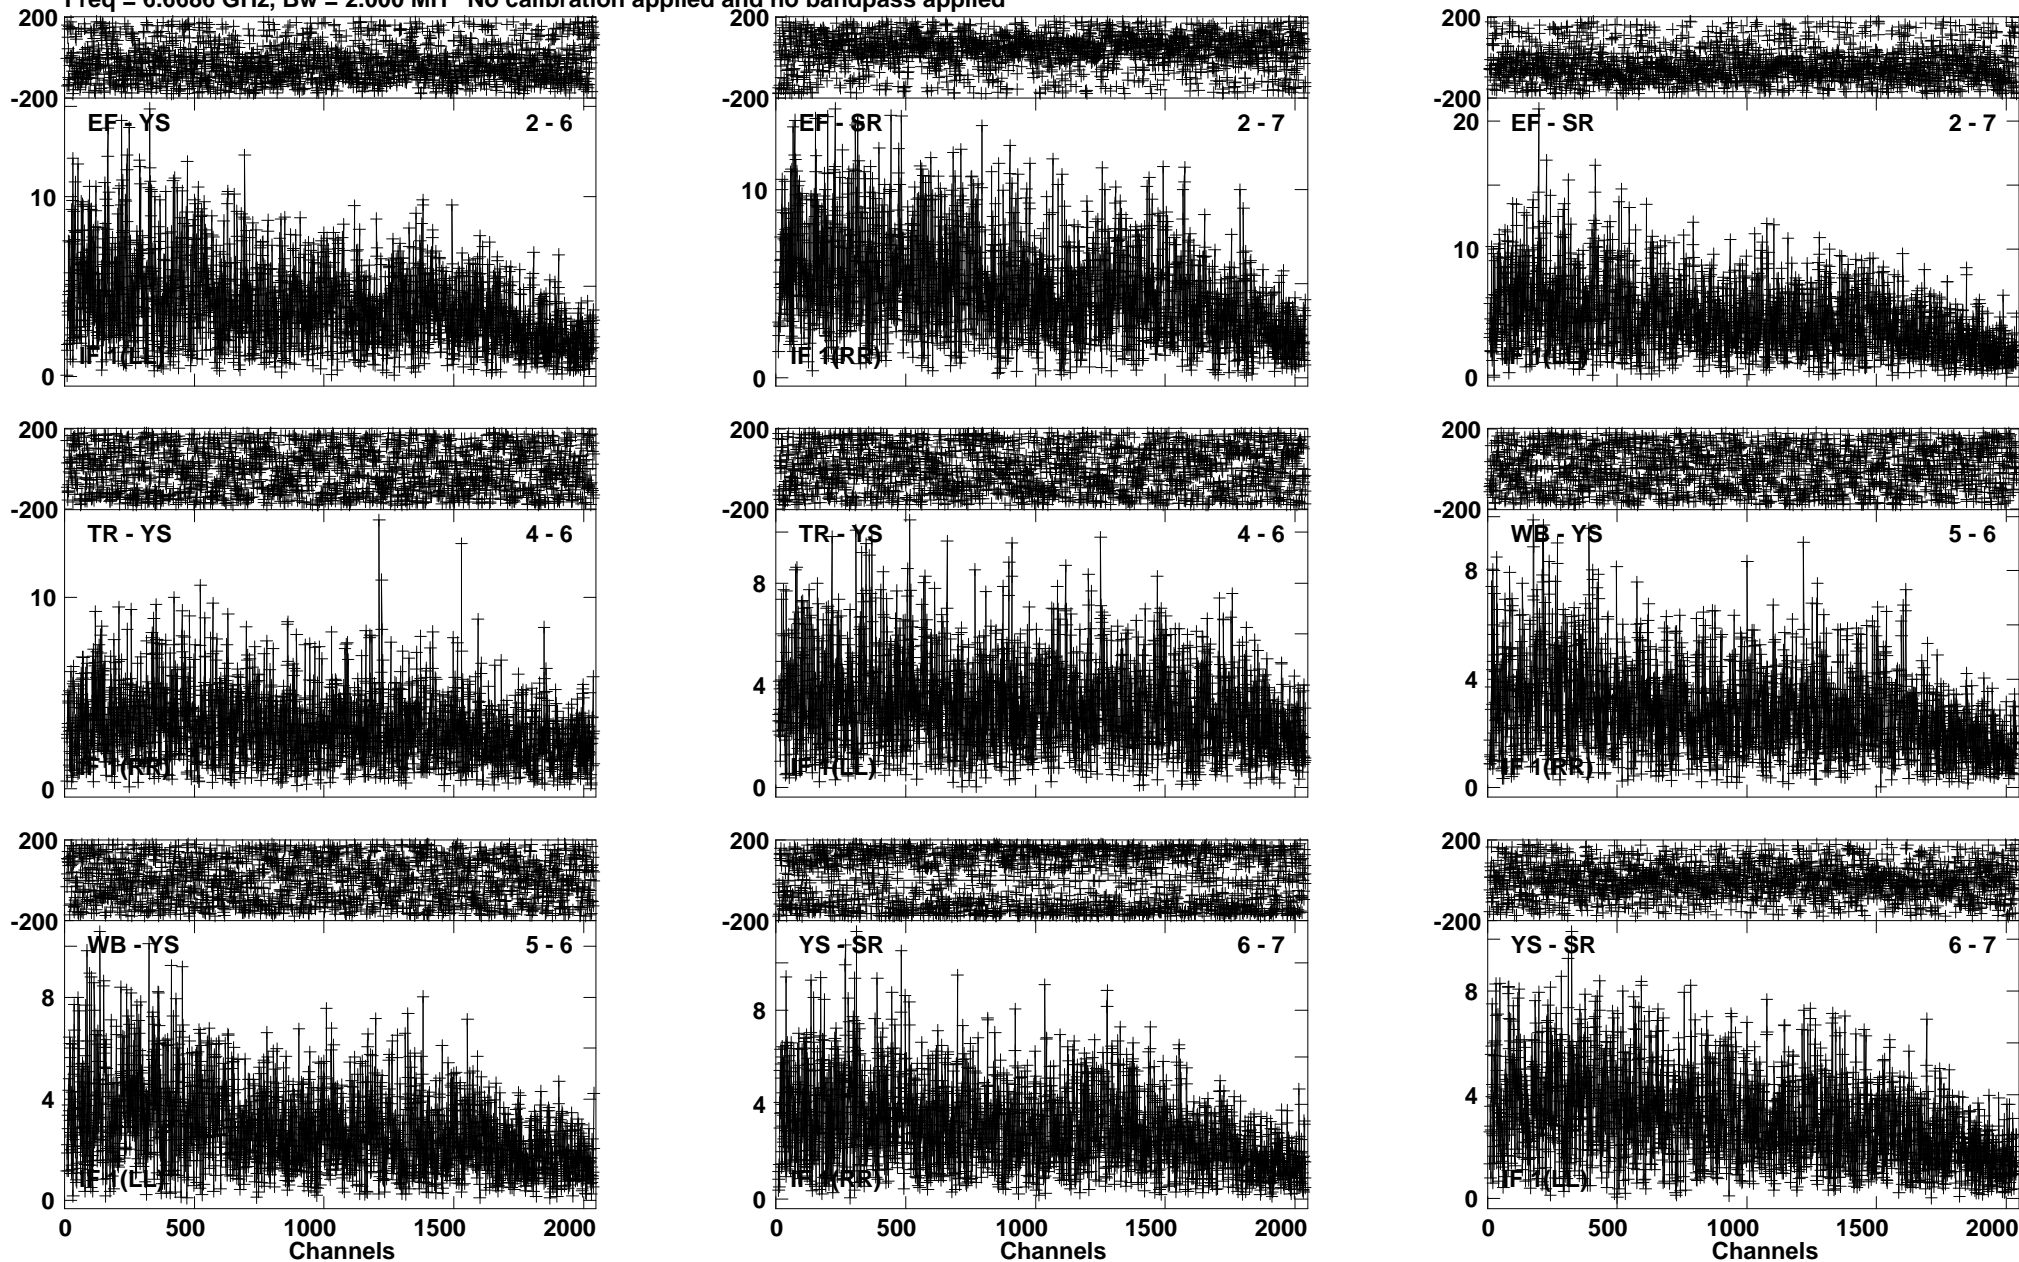 Freq = 6.6686 GHz, Bw = 2.000 MH No calibration applied and no bandpass applied
200
-200
EF - YS 2 - 6
10
0
IF 1(LL)
200
-200
EF - SR 2 - 7
10
0
IF 1(RR)
200
-200
20
EF - SR 2 - 7
10
0
IF 1(LL)
200
-200
TR - YS 4 - 6
10
0
IF 1(RR)
200
-200
TR - YS 4 - 6
8
4
0
IF 1(LL)
200
-200
WB - YS 5 - 6
8
4
0
IF 1(RR)
200
-200
WB - YS 5 - 6
8
4
0
IF 1(LL)
0 500 1000 1500 2000
Channels
200
-200
YS - SR 6 - 7
8
4
0
IF 1(RR)
0 500 1000 1500 2000
Channels
200
-200
YS - SR 6 - 7
8
4
0
IF 1(LL)
0 500 1000 1500 2000
Channels